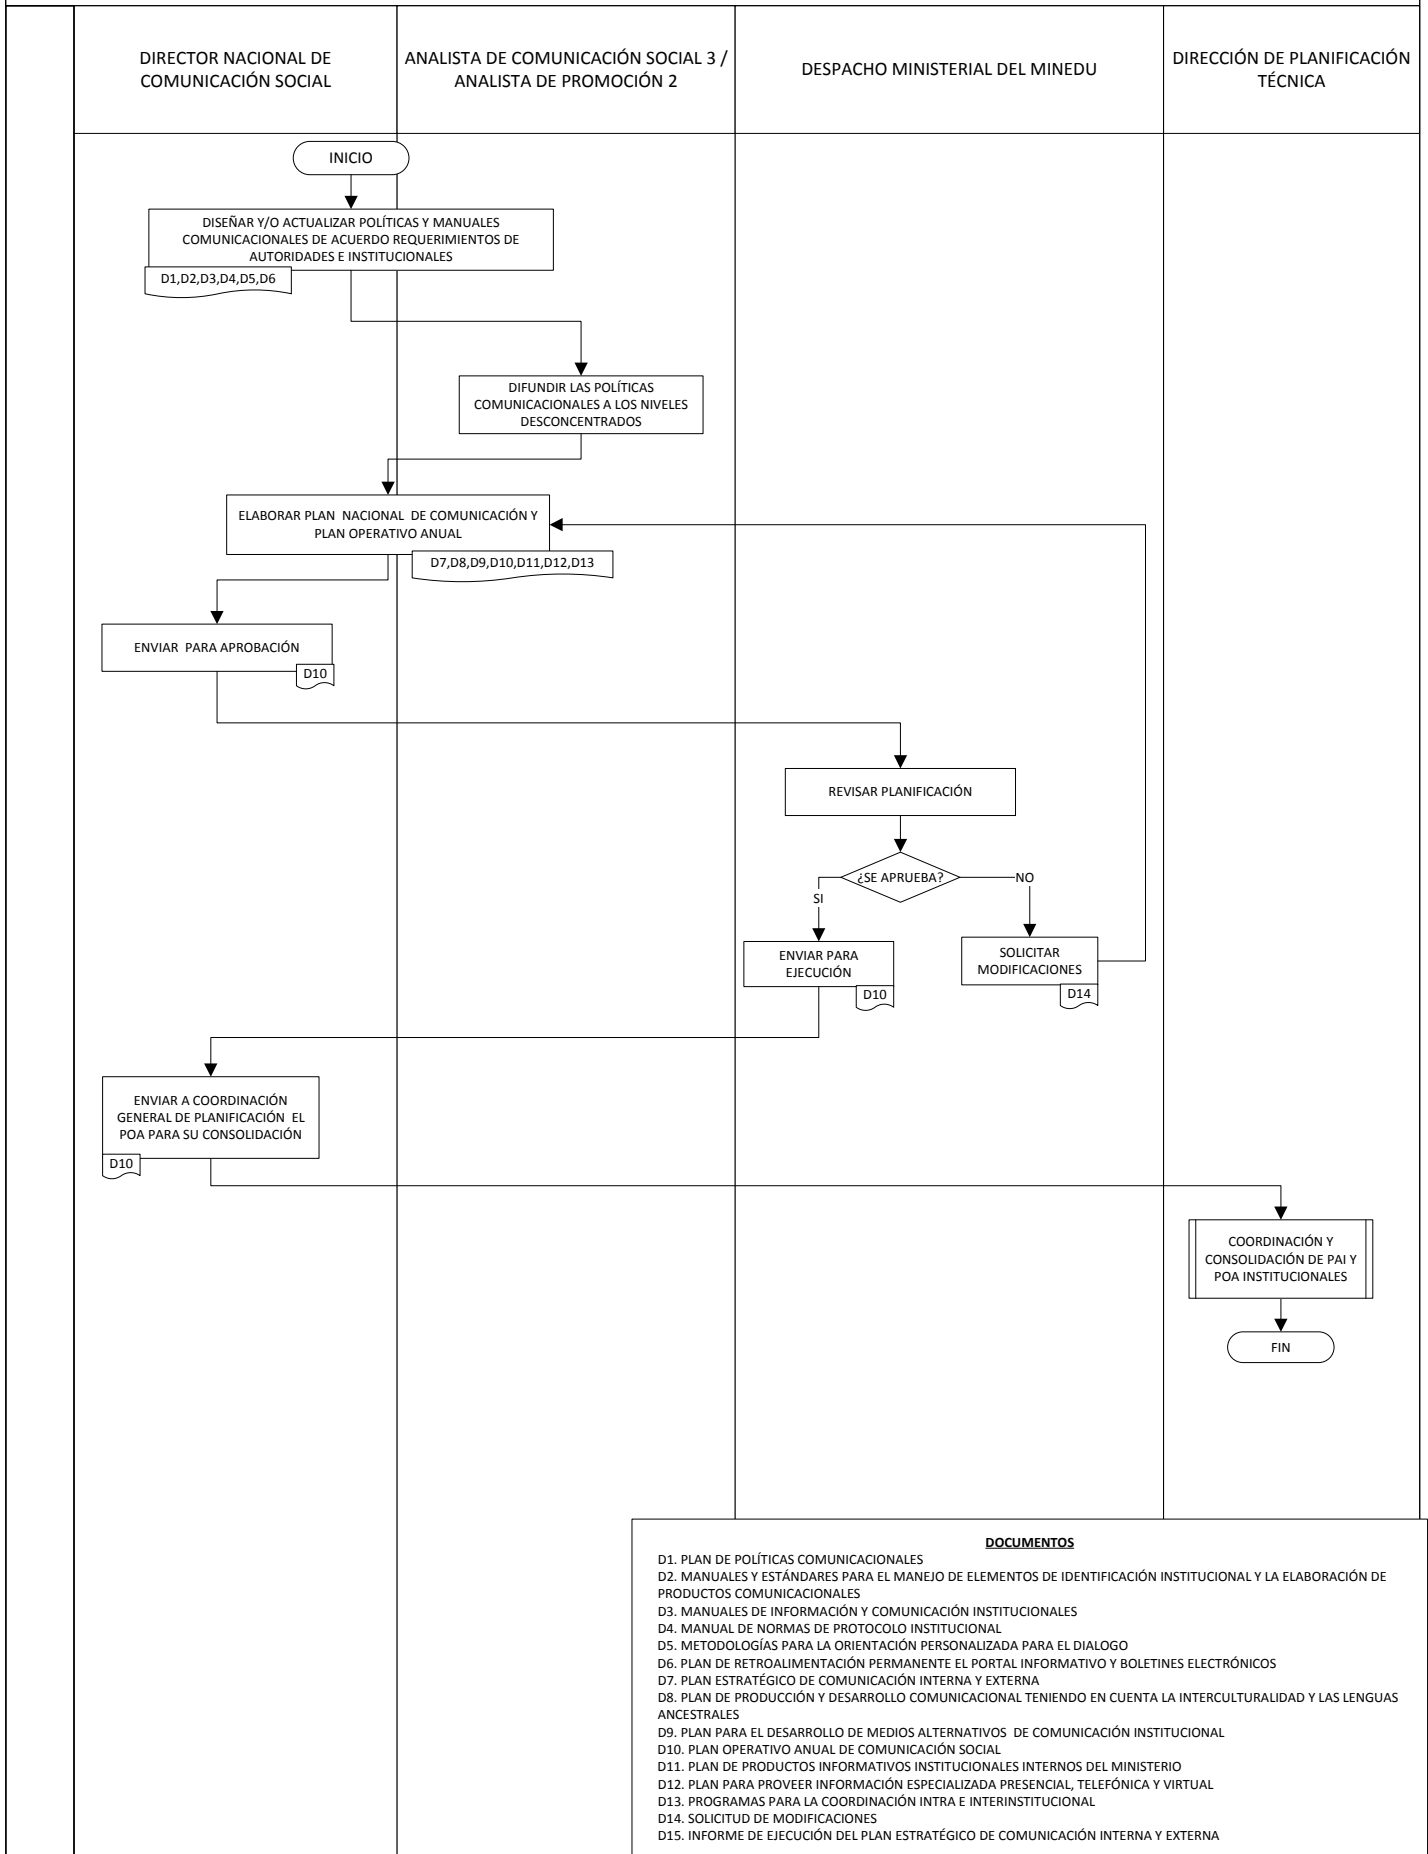 DIRECTOR NACIONAL DE
COMUNICACIÓN SOCIAL
ANALISTA DE COMUNICACIÓN SOCIAL 3 /
ANALISTA DE PROMOCIÓN 2
DESPACHO MINISTERIAL DEL MINEDU
DIRECCIÓN DE PLANIFICACIÓN
TÉCNICA
INICIO
DISEÑAR Y/O ACTUALIZAR POLÍTICAS Y MANUALES
COMUNICACIONALES DE ACUERDO REQUERIMIENTOS DE
AUTORIDADES E INSTITUCIONALES
D1,D2,D3,D4,D5,D6
DIFUNDIR LAS POLÍTICAS
COMUNICACIONALES A LOS NIVELES
DESCONCENTRADOS
ELABORAR PLAN NACIONAL DE COMUNICACIÓN Y
PLAN OPERATIVO ANUAL
D7,D8,D9,D10,D11,D12,D13
ENVIAR PARA APROBACIÓN
D10
REVISAR PLANIFICACIÓN
¿SE APRUEBA?
NO
SI
ENVIAR PARA
EJECUCIÓN
D10
SOLICITAR
MODIFICACIONES
D14
ENVIAR A COORDINACIÓN
GENERAL DE PLANIFICACIÓN EL
POA PARA SU CONSOLIDACIÓN
D10
COORDINACIÓN Y
CONSOLIDACIÓN DE PAI Y
POA INSTITUCIONALES
FIN
DOCUMENTOS
D1. PLAN DE POLÍTICAS COMUNICACIONALES
D2. MANUALES Y ESTÁNDARES PARA EL MANEJO DE ELEMENTOS DE IDENTIFICACIÓN INSTITUCIONAL Y LA ELABORACIÓN DE
PRODUCTOS COMUNICACIONALES
D3. MANUALES DE INFORMACIÓN Y COMUNICACIÓN INSTITUCIONALES
D4. MANUAL DE NORMAS DE PROTOCOLO INSTITUCIONAL
D5. METODOLOGÍAS PARA LA ORIENTACIÓN PERSONALIZADA PARA EL DIALOGO
D6. PLAN DE RETROALIMENTACIÓN PERMANENTE EL PORTAL INFORMATIVO Y BOLETINES ELECTRÓNICOS
D7. PLAN ESTRATÉGICO DE COMUNICACIÓN INTERNA Y EXTERNA
D8. PLAN DE PRODUCCIÓN Y DESARROLLO COMUNICACIONAL TENIENDO EN CUENTA LA INTERCULTURALIDAD Y LAS LENGUAS
ANCESTRALES
D9. PLAN PARA EL DESARROLLO DE MEDIOS ALTERNATIVOS DE COMUNICACIÓN INSTITUCIONAL
D10. PLAN OPERATIVO ANUAL DE COMUNICACIÓN SOCIAL
D11. PLAN DE PRODUCTOS INFORMATIVOS INSTITUCIONALES INTERNOS DEL MINISTERIO
D12. PLAN PARA PROVEER INFORMACIÓN ESPECIALIZADA PRESENCIAL, TELEFÓNICA Y VIRTUAL
D13. PROGRAMAS PARA LA COORDINACIÓN INTRA E INTERINSTITUCIONAL
D14. SOLICITUD DE MODIFICACIONES
D15. INFORME DE EJECUCIÓN DEL PLAN ESTRATÉGICO DE COMUNICACIÓN INTERNA Y EXTERNA